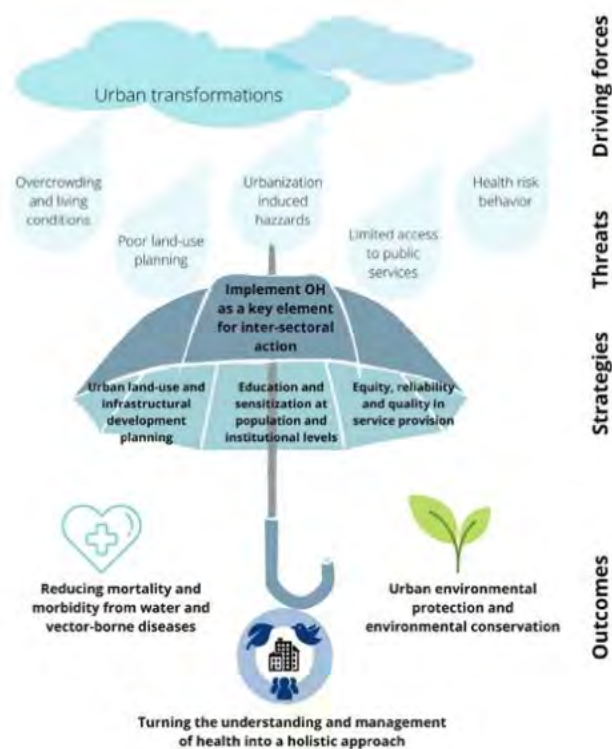 Driving forces
Urban transformations
Threats
Overcrowding
and living
conditions
Poor land-use
planning
Urbanization
induced
hazzards
Limited access
to public
services
Health risk
behavior
Strategies
Implement OH
as a key element
for inter-sectoral
action
Urban land-use and
infrastructural
development
planning
Education and
sensitization at
population and
institutional levels
Equity, reliability
and quality in
service provision
Outcomes
Reducing mortality and
morbidity from water and
vector-borne diseases
Urban environmental
protection and
environmental conservation
Turning the understanding and management
of health into a holistic approach